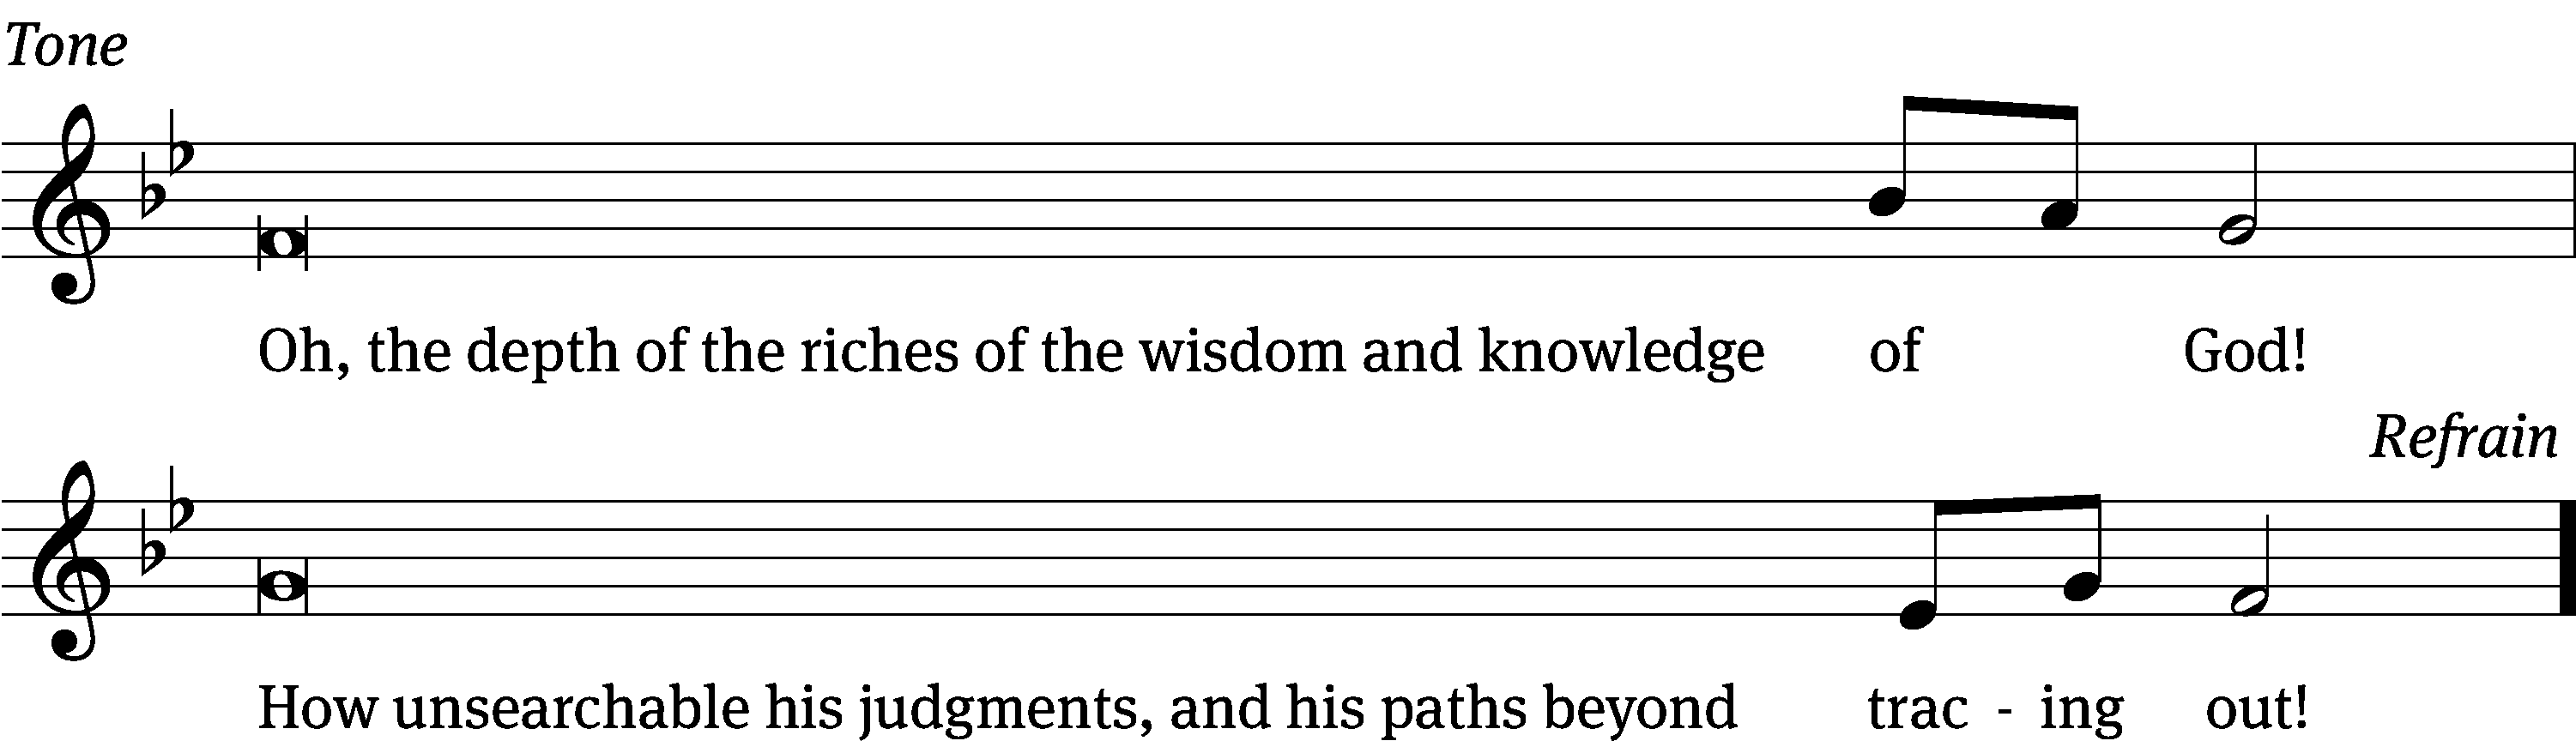 Tone
Oh, the depth of the riches of the wisdom and knowledge of God!
Refrain
How unsearchable his judgments, and his paths beyond trac - ing out!